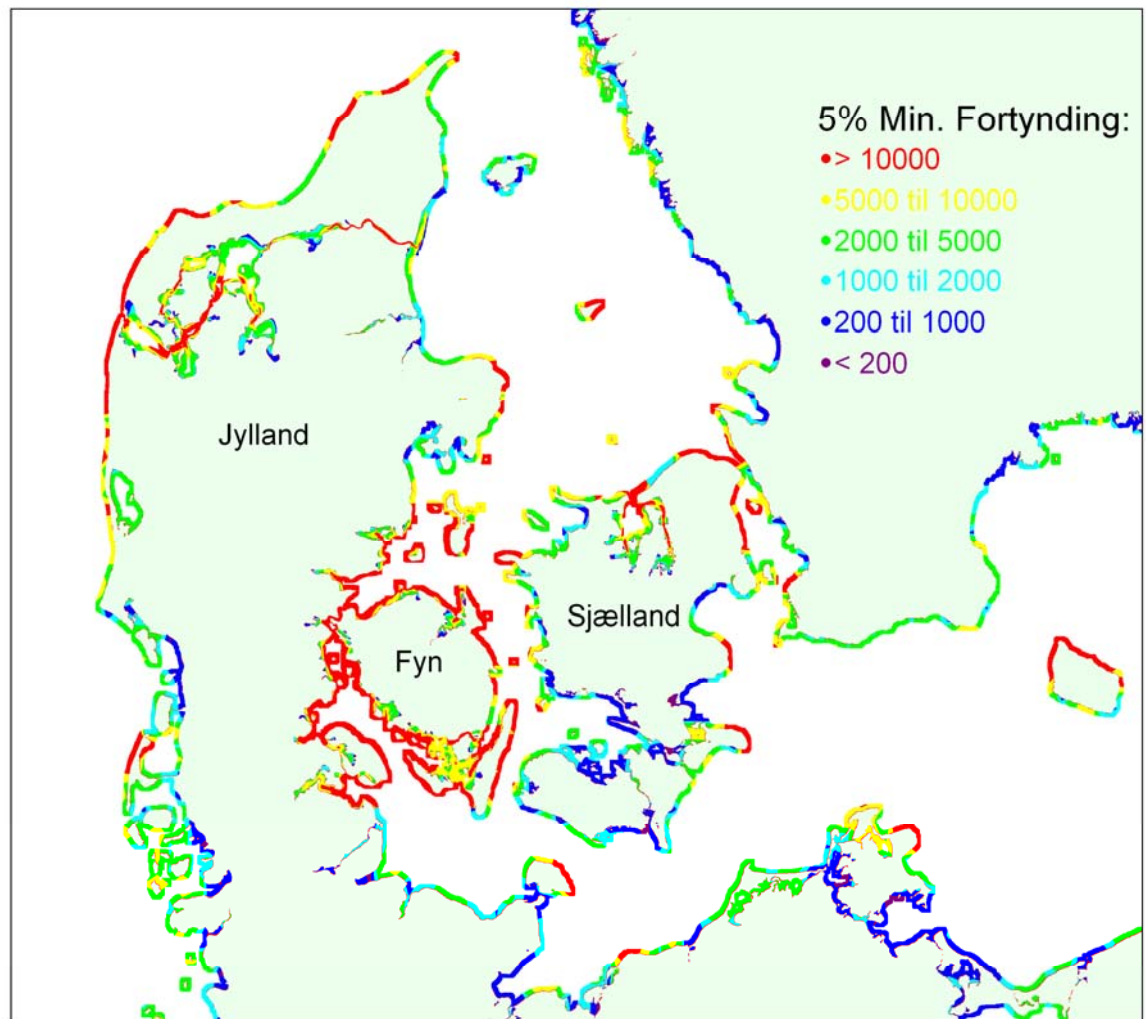 5% Min. Fortynding:
•> 10000
•5000 til 10000
•2000 til 5000
•1000 til 2000
•200 til 1000
•< 200
Jylland
Sjælland
Fyn